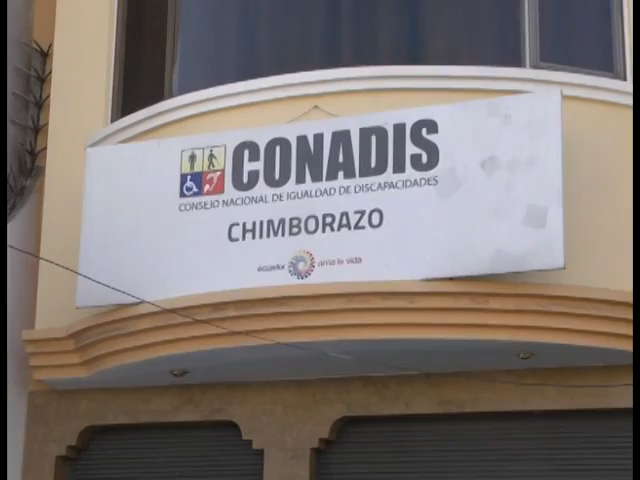 CONADIS
CONSEJO NACIONAL DE IGUALDAD DE DISCAPACIDADES
CHIMBORAZO
ecuador ama la vida